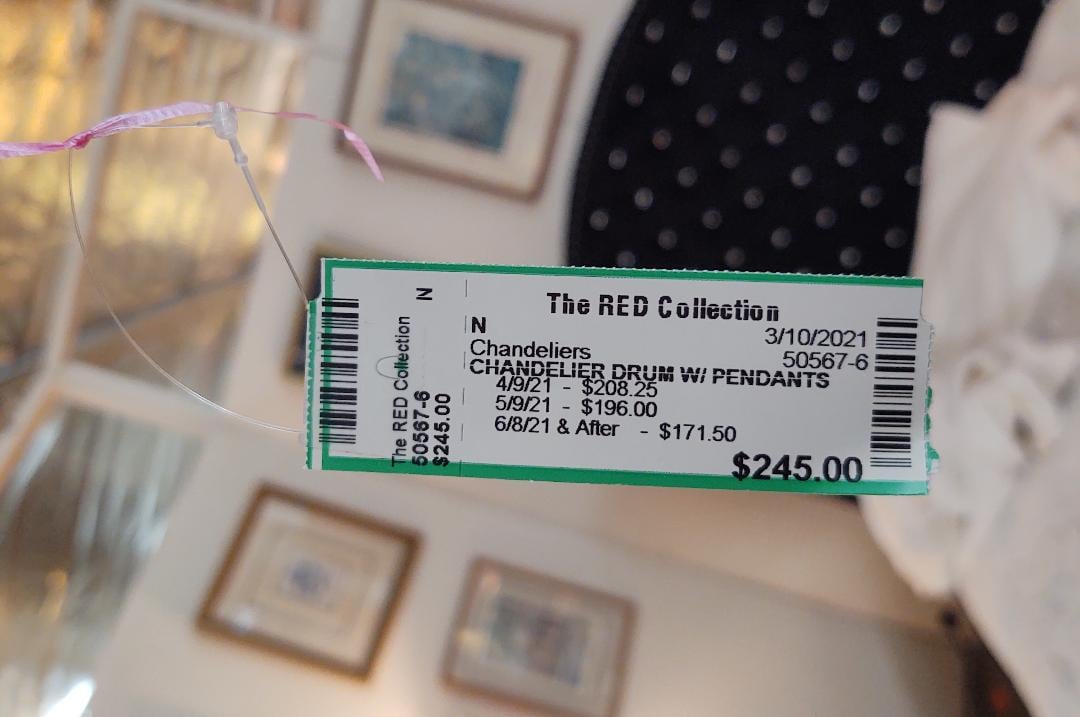 The RED Collection
50567-6
$245.00
N
The RED Collection
N
3/10/2021
Chandeliers
50567-6
CHANDELIER DRUM W/ PENDANTS
4/9/21 - $208.25
5/9/21 - $196.00
6/8/21 & After - $171.50
$245.00